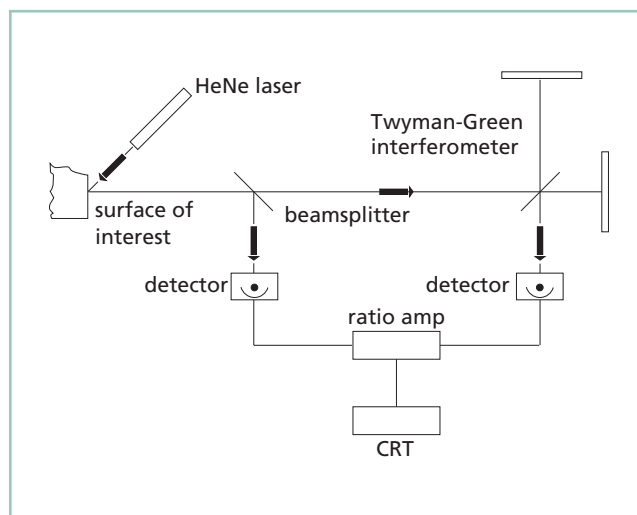 HeNe laser
Twyman-Green
interferometer
surface of
interest
beamsplitter
detector
detector
ratio amp
CRT